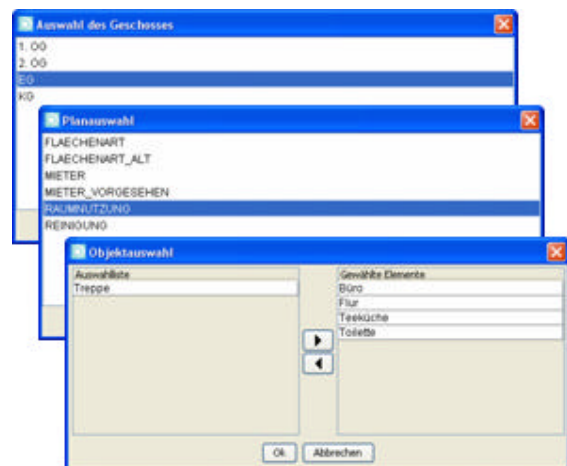 Auswahl des Geschosses
1. OG
2. OG
EG
KG
Planauswahl
FLAECHENART
FLAECHENART_ALT
MIETER
MIETER_VORGESEHEN
RAUMNUTZUNG
REINIGUNG
Objektauswahl
Auswahlliste
Treppe
Gewählte Elemente
Büro
Flur
Teeküche
Toilette
Ok
Abbrechen